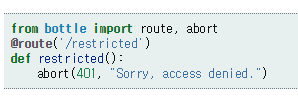 from bottle import route, abort
@route('/restricted')
def restricted():
    abort(401, "Sorry, access denied.")